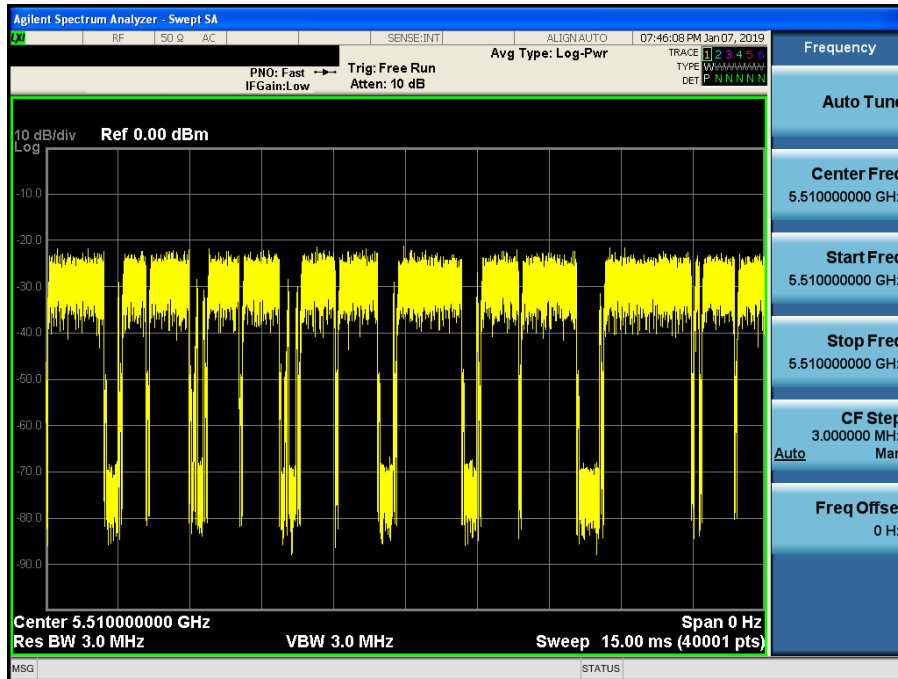 Agilent Spectrum Analyzer - Swept SA
LXI RF 50 Ω AC SENSE:INT ALIGN AUTO 07:46:08 PM Jan 07, 2019
Avg Type: Log-Pwr
TRACE 1 2 3 4 5 6
TYPE WWWWWW
DET P N N N N N
PNO: Fast
IFGain:Low
Trig: Free Run
Atten: 10 dB
10 dB/div Ref 0.00 dBm
Log
-10.0
-20.0
-30.0
-40.0
-50.0
-60.0
-70.0
-80.0
-90.0
Center 5.510000000 GHz Span 0 Hz
Res BW 3.0 MHz VBW 3.0 MHz Sweep 15.00 ms (40001 pts)
MSG STATUS
Frequency
Auto Tune
Center Freq
5.510000000 GHz
Start Freq
5.510000000 GHz
Stop Freq
5.510000000 GHz
CF Step
3.000000 MHz
Auto Man
Freq Offset
0 Hz